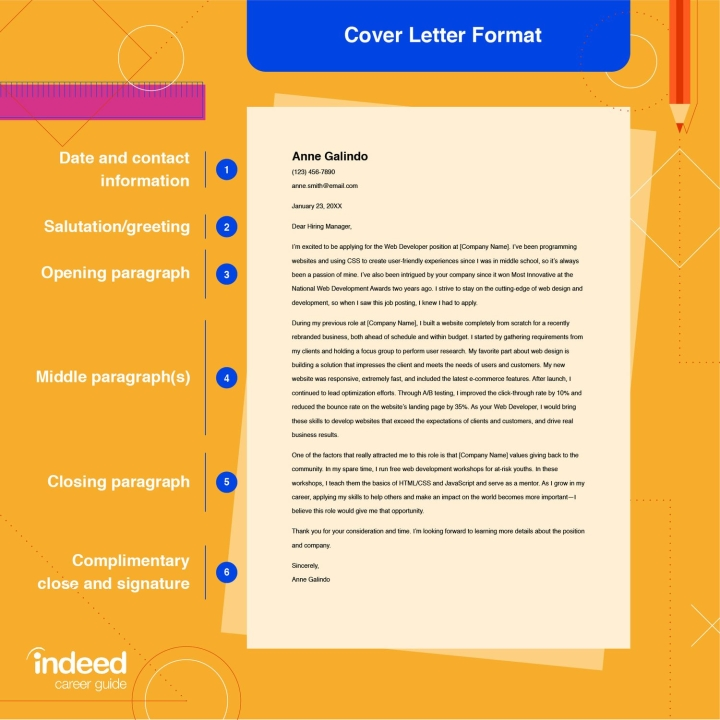 Cover Letter Format
Date and contact
information
1
Salutation/greeting
2
Opening paragraph
3
Middle paragraph(s)
4
Closing paragraph
5
Complimentary
close and signature
6
Anne Galindo
(123) 456-7890
anne.smith@email.com
January 23, 20XX
Dear Hiring Manager,
I'm excited to be applying for the Web Developer position at [Company Name]. I've been programming
websites and using CSS to create user-friendly experiences since I was in middle school, so it's always
been a passion of mine. I've also been intrigued by your company since it won Most Innovative at the
National Web Development Awards two years ago. I strive to stay on the cutting-edge of web design and
development, so when I saw this job posting, I knew I had to apply.
During my previous role at [Company Name], I built a website completely from scratch for a recently
rebranded business, both ahead of schedule and within budget. I started by gathering requirements from
my clients and holding a focus group to perform user research. My favorite part about web design is
building a solution that impresses the client and meets the needs of users and customers. My new
website was responsive, extremely fast, and included the latest e-commerce features. After launch, I
continued to lead optimization efforts. Through A/B testing, I improved the click-through rate by 10% and
reduced the bounce rate on the website's landing page by 35%. As your Web Developer, I would bring
these skills to develop websites that exceed the expectations of clients and customers, and drive real
business results.
One of the factors that really attracted me to this role is that [Company Name] values giving back to the
community. In my spare time, I run free web development workshops for at-risk youths. In these
workshops, I teach them the basics of HTML/CSS and JavaScript and serve as a mentor. As I grow in my
career, applying my skills to help others and make an impact on the world becomes more important—I
believe this role would give me that opportunity.
Thank you for your consideration and time. I'm looking forward to learning more details about the position
and company.
Sincerely,
Anne Galindo
indeed
career guide